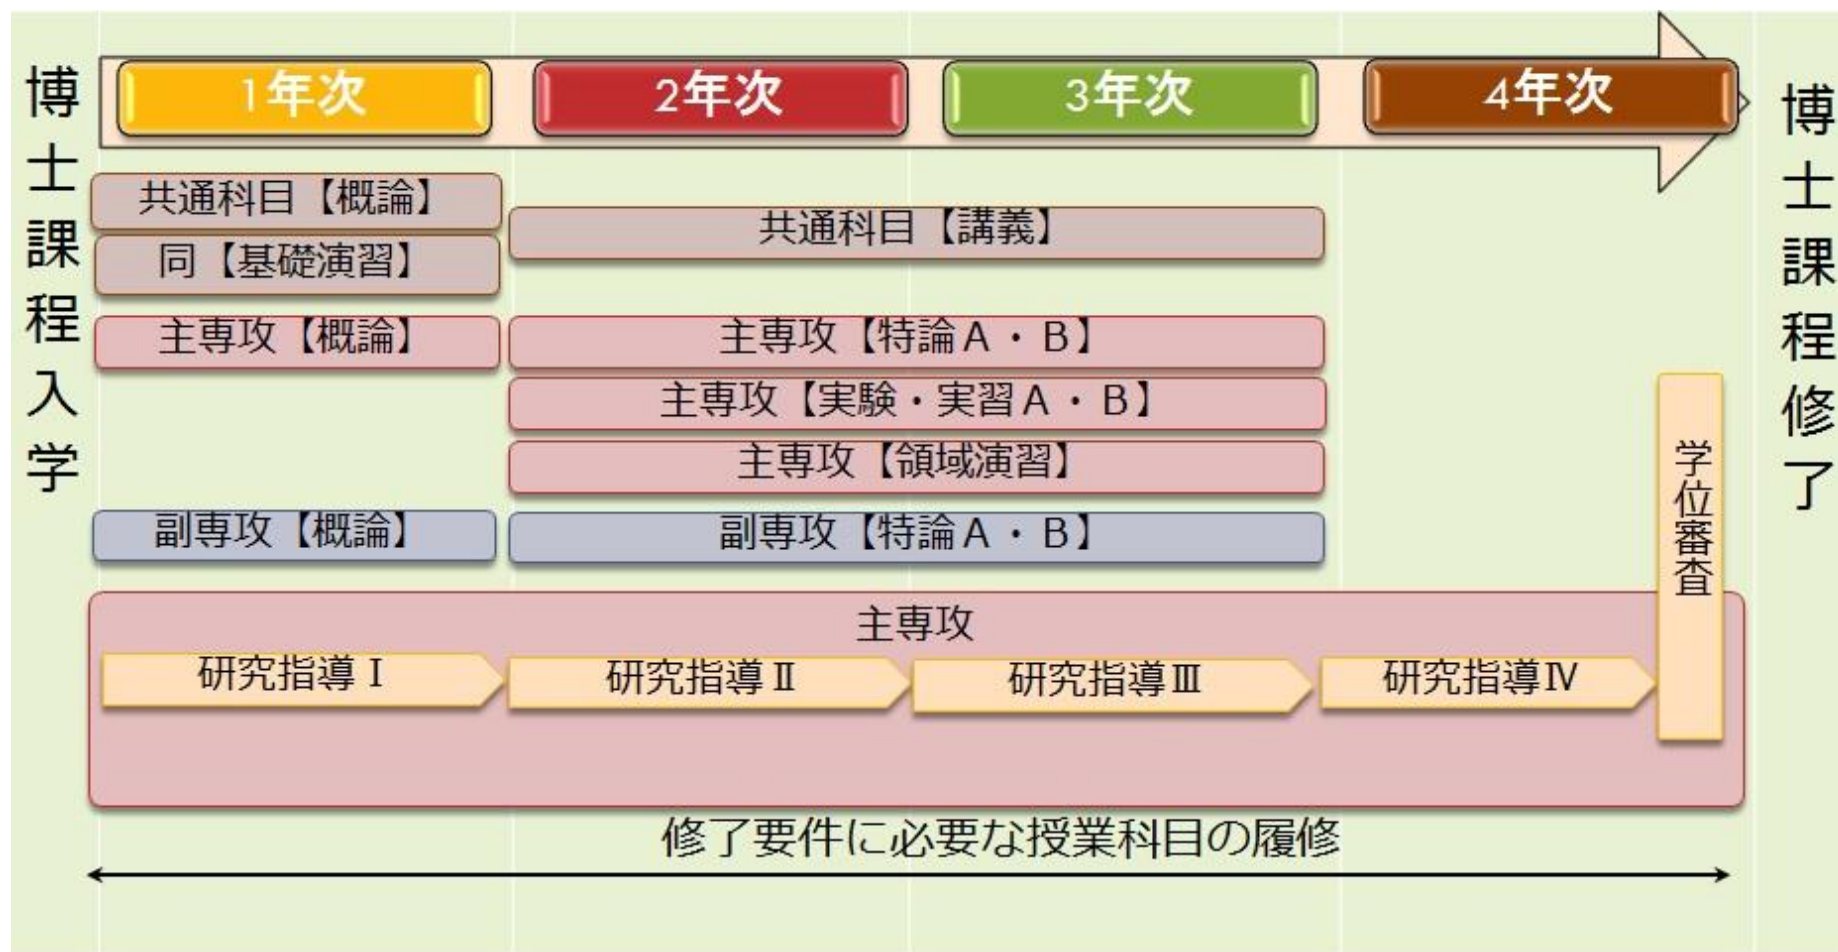 博士課程入学
1年次
2年次
3年次
4年次
博士課程修了
共通科目【概論】
同【基礎演習】
共通科目【講義】
主専攻【概論】
主専攻【特論A・B】
主専攻【実験・実習A・B】
主専攻【領域演習】
副専攻【概論】
副専攻【特論A・B】
学位審査
主専攻
研究指導Ⅰ
研究指導Ⅱ
研究指導Ⅲ
研究指導Ⅳ
修了要件に必要な授業科目の履修